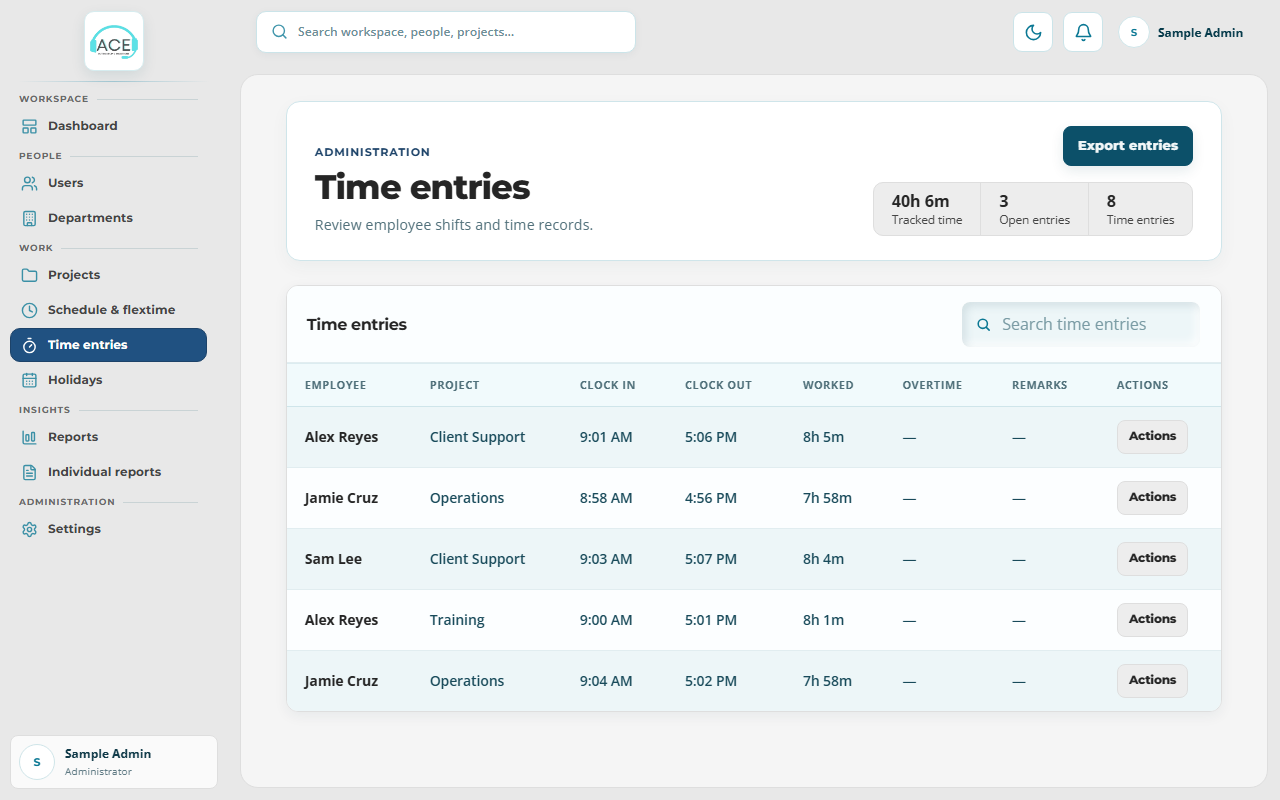 ACE
Search workspace, people, projects...
S
Sample Admin
WORKSPACE
Dashboard
PEOPLE
Users
Departments
WORK
Projects
Schedule & flextime
Time entries
Holidays
INSIGHTS
Reports
Individual reports
ADMINISTRATION
Settings
S
Sample Admin
Administrator
ADMINISTRATION
Time entries
Review employee shifts and time records.
Export entries
40h 6m
Tracked time
3
Open entries
8
Time entries
Time entries
Search time entries
EMPLOYEE PROJECT CLOCK IN CLOCK OUT WORKED OVERTIME REMARKS ACTIONS
Alex Reyes Client Support 9:01 AM 5:06 PM 8h 5m — — Actions
Jamie Cruz Operations 8:58 AM 4:56 PM 7h 58m — — Actions
Sam Lee Client Support 9:03 AM 5:07 PM 8h 4m — — Actions
Alex Reyes Training 9:00 AM 5:01 PM 8h 1m — — Actions
Jamie Cruz Operations 9:04 AM 5:02 PM 7h 58m — — Actions